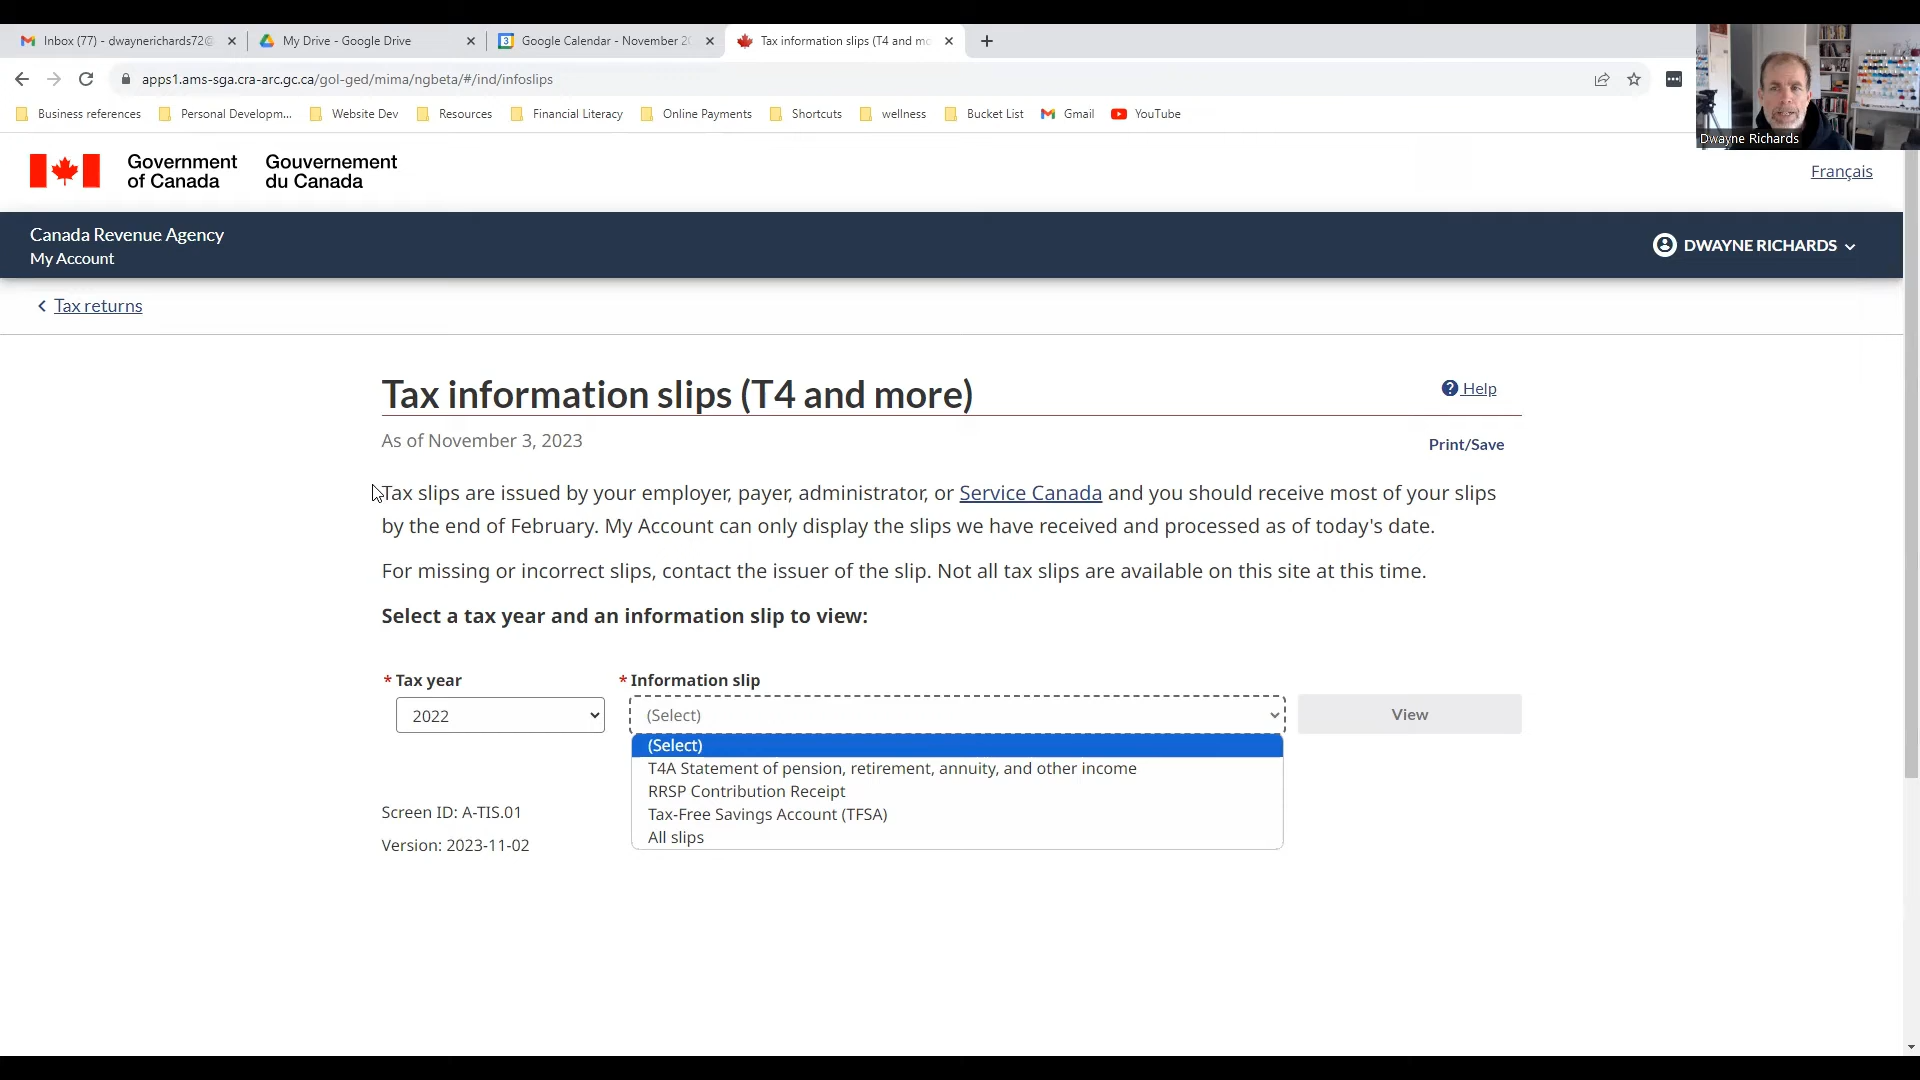 Inbox (77) - dwaynerichards72@
My Drive - Google Drive
Google Calendar - November 20
Tax information slips (T4 and mo
apps1.ams-sga.cra-arc.gc.ca/gol-ged/mima/ngbeta/#/ind/infoslips
Business references
Personal Developm...
Website Dev
Resources
Financial Literacy
Online Payments
Shortcuts
wellness
Bucket List
Gmail
YouTube
Dwayne Richards
Government of Canada
Gouvernement du Canada
Français
Canada Revenue Agency
My Account
DWAYNE RICHARDS
Tax returns
Tax information slips (T4 and more)
Help
As of November 3, 2023
Print/Save
Tax slips are issued by your employer, payer, administrator, or Service Canada and you should receive most of your slips
by the end of February. My Account can only display the slips we have received and processed as of today's date.
For missing or incorrect slips, contact the issuer of the slip. Not all tax slips are available on this site at this time.
Select a tax year and an information slip to view:
* Tax year
* Information slip
2022
(Select)
View
(Select)
T4A Statement of pension, retirement, annuity, and other income
RRSP Contribution Receipt
Tax-Free Savings Account (TFSA)
All slips
Screen ID: A-TIS.01
Version: 2023-11-02